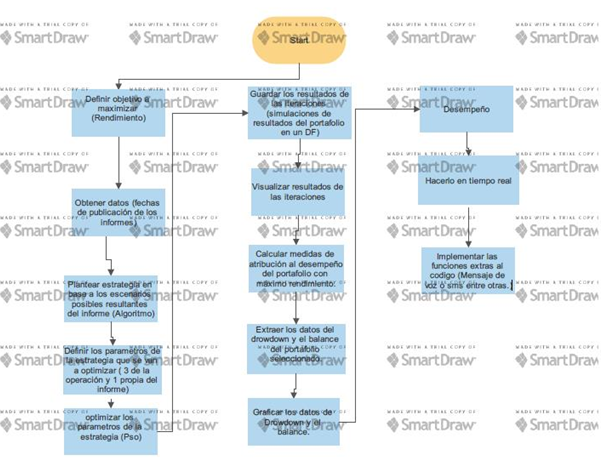 Start
Definir objetivo a
maximizar
(Rendimiento)
Obtener datos (fechas
de publicación de los
informes)
Plantear estrategia en
base a los escenarios
posibles resultantes
del informe (Algoritmo)
Definir los parametros de
la estrategia que se van
a optimizar ( 3 de la
operación y 1 propia del
informe)
optimizar los
parametros de la
estrategia (Pso)
Guardar los resultados de
las iteraciones
(simulaciones de
resultados del portafolio
en un DF)
Visualizar resultados de
las iteraciones
Calcular medidas de
atribución al desempeño
del portafolio con
máximo rendimiento.
Extraer los datos del
drowdown y el balance
del portafolio
seleccionado.
Graficar los datos de
Drowdown y el
balance.
Desempeño
Hacerlo en tiempo real
Implementar las
funciones extras al
codigo (Mensaje de
voz o sms entre otras.
MADE WITH A TRIAL COPY OF
SmartDraw